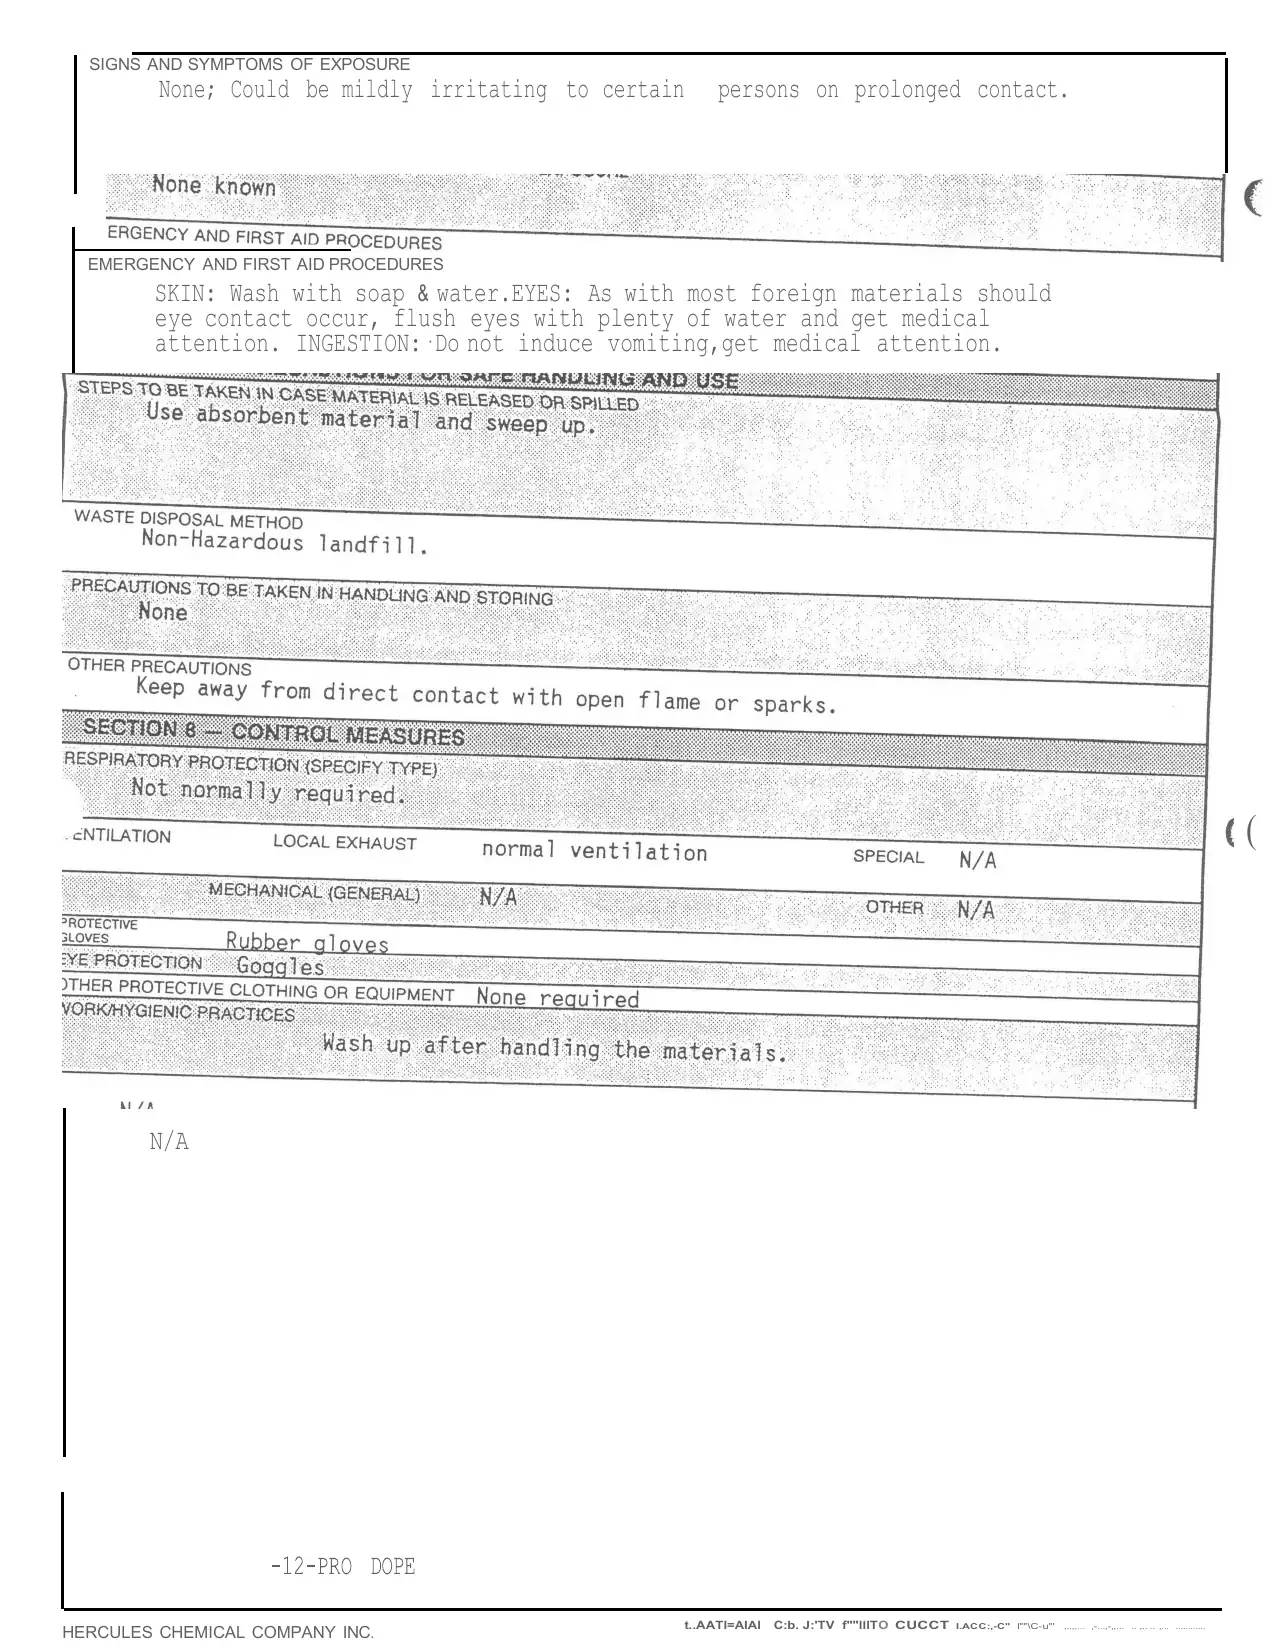 SIGNS AND SYMPTOMS OF EXPOSURE
None; Could be mildly irritating to certain persons on prolonged contact.
None known
ERGENCY AND FIRST AID PROCEDURES
EMERGENCY AND FIRST AID PROCEDURES
SKIN: Wash with soap & water.EYES: As with most foreign materials should
eye contact occur, flush eyes with plenty of water and get medical
attention. INGESTION: Do not induce vomiting,get medical attention.
FOR SAFE HANDLING AND USE
STEPS TO BE TAKEN IN CASE MATERIAL IS RELEASED OR SPILLED
Use absorbent material and sweep up.
WASTE DISPOSAL METHOD
Non-Hazardous landfill.
PRECAUTIONS TO BE TAKEN IN HANDLING AND STORING
None
OTHER PRECAUTIONS
Keep away from direct contact with open flame or sparks.
SECTION 8 — CONTROL MEASURES
RESPIRATORY PROTECTION (SPECIFY TYPE)
Not normally required.
ENTILATION LOCAL EXHAUST normal ventilation SPECIAL N/A
MECHANICAL (GENERAL) N/A OTHER N/A
PROTECTIVE
GLOVES Rubber gloves
EYE PROTECTION Goggles
OTHER PROTECTIVE CLOTHING OR EQUIPMENT None required
WORK/HYGIENIC PRACTICES
Wash up after handling the materials.
N/A
N/A
-12-PRO DOPE
HERCULES CHEMICAL COMPANY INC.